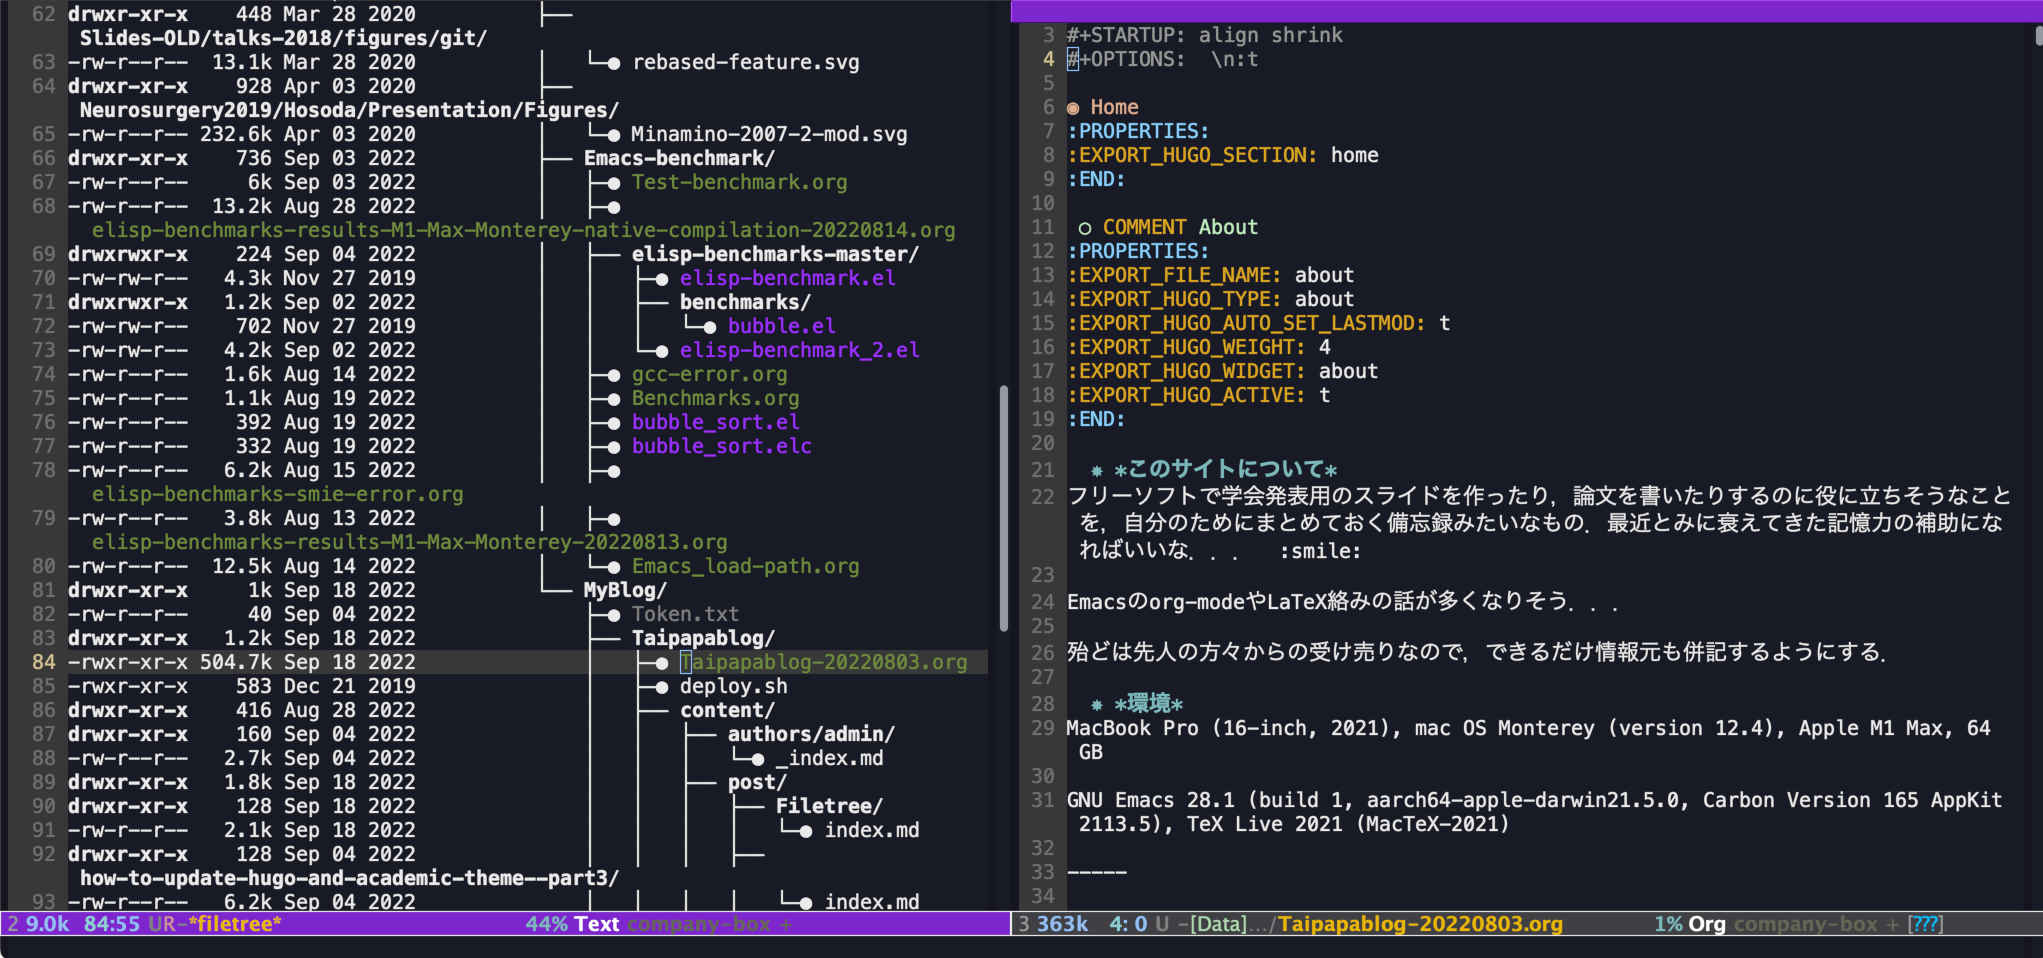 62 drwxr-xr-x 448 Mar 28 2020 ├──
Slides-OLD/talks-2018/figures/git/
63 -rw-r--r-- 13.1k Mar 28 2020 │ └─● rebased-feature.svg
64 drwxr-xr-x 928 Apr 03 2020 ├──
Neurosurgery2019/Hosoda/Presentation/Figures/
65 -rw-r--r-- 232.6k Apr 03 2020 │ └─● Minamino-2007-2-mod.svg
66 drwxr-xr-x 736 Sep 03 2022 ├── Emacs-benchmark/
67 -rw-r--r-- 6k Sep 03 2022 │ ├─● Test-benchmark.org
68 -rw-r--r-- 13.2k Aug 28 2022 │ ├─●
elisp-benchmarks-results-M1-Max-Monterey-native-compilation-20220814.org
69 drwxrwxr-x 224 Sep 04 2022 │ ├── elisp-benchmarks-master/
70 -rw-rw-r-- 4.3k Nov 27 2019 │ │ ├─● elisp-benchmark.el
71 drwxrwxr-x 1.2k Sep 02 2022 │ │ ├── benchmarks/
72 -rw-rw-r-- 702 Nov 27 2019 │ │ │ └─● bubble.el
73 -rw-rw-r-- 4.2k Sep 02 2022 │ │ └─● elisp-benchmark_2.el
74 -rw-r--r-- 1.6k Aug 14 2022 │ ├─● gcc-error.org
75 -rw-r--r-- 1.1k Aug 19 2022 │ ├─● Benchmarks.org
76 -rw-r--r-- 392 Aug 19 2022 │ ├─● bubble_sort.el
77 -rw-r--r-- 332 Aug 19 2022 │ ├─● bubble_sort.elc
78 -rw-r--r-- 6.2k Aug 15 2022 │ ├─●
elisp-benchmarks-smie-error.org
79 -rw-r--r-- 3.8k Aug 13 2022 │ ├─●
elisp-benchmarks-results-M1-Max-Monterey-20220813.org
80 -rw-r--r-- 12.5k Aug 14 2022 │ └─● Emacs_load-path.org
81 drwxr-xr-x 1k Sep 18 2022 └── MyBlog/
82 -rw-r--r-- 40 Sep 04 2022 ├─● Token.txt
83 drwxr-xr-x 1.2k Sep 18 2022 ├── Taipapablog/
84 -rwxr-xr-x 504.7k Sep 18 2022 │ ├─● Taipapablog-20220803.org
85 -rwxr-xr-x 583 Dec 21 2019 │ ├─● deploy.sh
86 drwxr-xr-x 416 Aug 28 2022 │ ├── content/
87 drwxr-xr-x 160 Sep 04 2022 │ │ ├── authors/admin/
88 -rw-r--r-- 2.7k Sep 04 2022 │ │ │ └─● _index.md
89 drwxr-xr-x 1.8k Sep 18 2022 │ │ ├── post/
90 drwxr-xr-x 128 Sep 18 2022 │ │ │ ├── Filetree/
91 -rw-r--r-- 2.1k Sep 18 2022 │ │ │ │ └─● index.md
92 drwxr-xr-x 128 Sep 04 2022 │ │ │ ├──
how-to-update-hugo-and-academic-theme--part3/
93 -rw-r--r-- 6.2k Sep 04 2022 │ │ │ │ └─● index.md
2 9.0k 84:55 UR-*filetree* 44% Text company-box +
3 #+STARTUP: align shrink
4 #+OPTIONS: \n:t
5
6 ◉ Home
7 :PROPERTIES:
8 :EXPORT_HUGO_SECTION: home
9 :END:
10
11 ○ COMMENT About
12 :PROPERTIES:
13 :EXPORT_FILE_NAME: about
14 :EXPORT_HUGO_TYPE: about
15 :EXPORT_HUGO_AUTO_SET_LASTMOD: t
16 :EXPORT_HUGO_WEIGHT: 4
17 :EXPORT_HUGO_WIDGET: about
18 :EXPORT_HUGO_ACTIVE: t
19 :END:
20
21 ✸ *このサイトについて*
22 フリーソフトで学会発表用のスライドを作ったり，論文を書いたりするのに役に立ちそうなこと
を，自分のためにまとめておく備忘録みたいなもの．最近とみに衰えてきた記憶力の補助にな
ればいいな．．． :smile:
23
24 Emacsのorg-modeやLaTeX絡みの話が多くなりそう．．．
25
26 殆どは先人の方々からの受け売りなので，できるだけ情報元も併記するようにする．
27
28 ✸ *環境*
29 MacBook Pro (16-inch, 2021), mac OS Monterey (version 12.4), Apple M1 Max, 64
GB
30
31 GNU Emacs 28.1 (build 1, aarch64-apple-darwin21.5.0, Carbon Version 165 AppKit
2113.5), TeX Live 2021 (MacTeX-2021)
32
33 -----
34
3 363k 4: 0 U -[Data].../Taipapablog-20220803.org 1% Org company-box + [???]